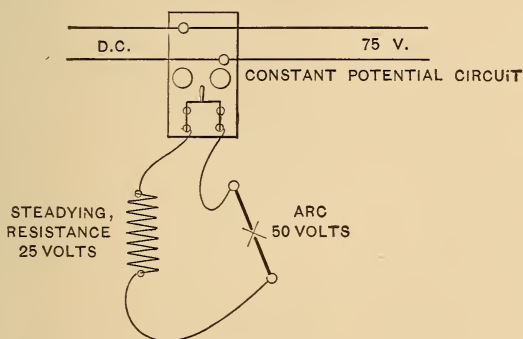 D.C. 75 V.
CONSTANT POTENTIAL CIRCUiT
STEADYING,
RESISTANCE
25 VOLTS
ARC
50 VOLTS